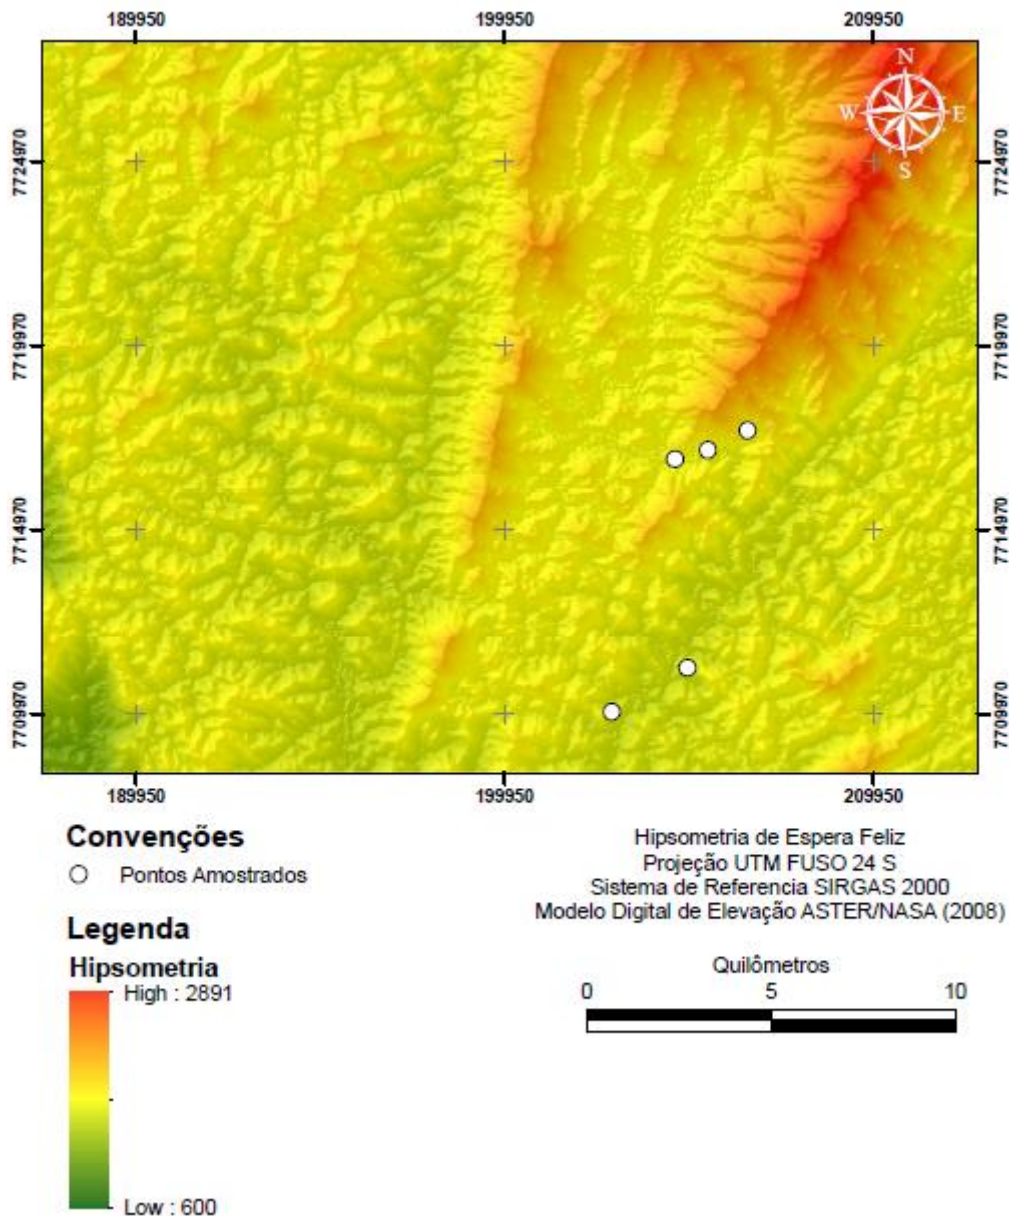 189950 199950 209950
N
W E
S
7724970 7724970
7719970 7719970
7714970 7714970
7709970 7709970
189950 199950 209950
Convenções
Pontos Amostrados
Legenda
Hipsometria
High : 2891
Low : 600
Hipsometria de Espera Feliz
Projeção UTM FUSO 24 S
Sistema de Referencia SIRGAS 2000
Modelo Digital de Elevação ASTER/NASA (2008)
Quilômetros
0 5 10